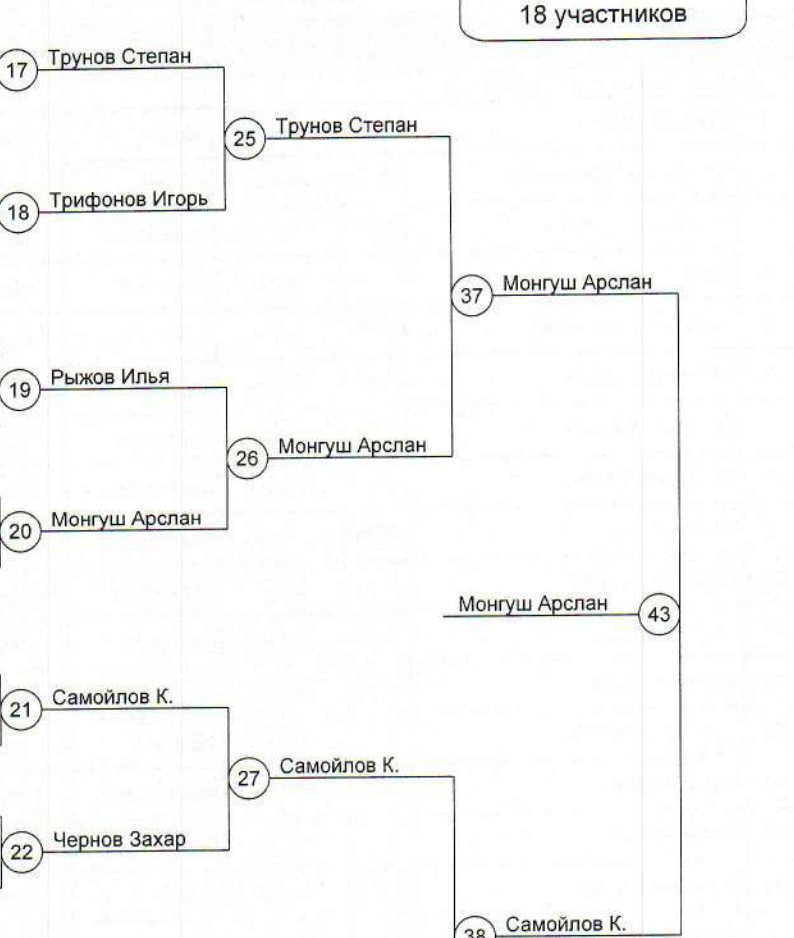 18 участников
17 Трунов Степан
25 Трунов Степан
18 Трифонов Игорь
37 Монгуш Арслан
19 Рыжов Илья
26 Монгуш Арслан
20 Монгуш Арслан
Монгуш Арслан 43
21 Самойлов К.
27 Самойлов К.
22 Чернов Захар
38 Самойлов К.